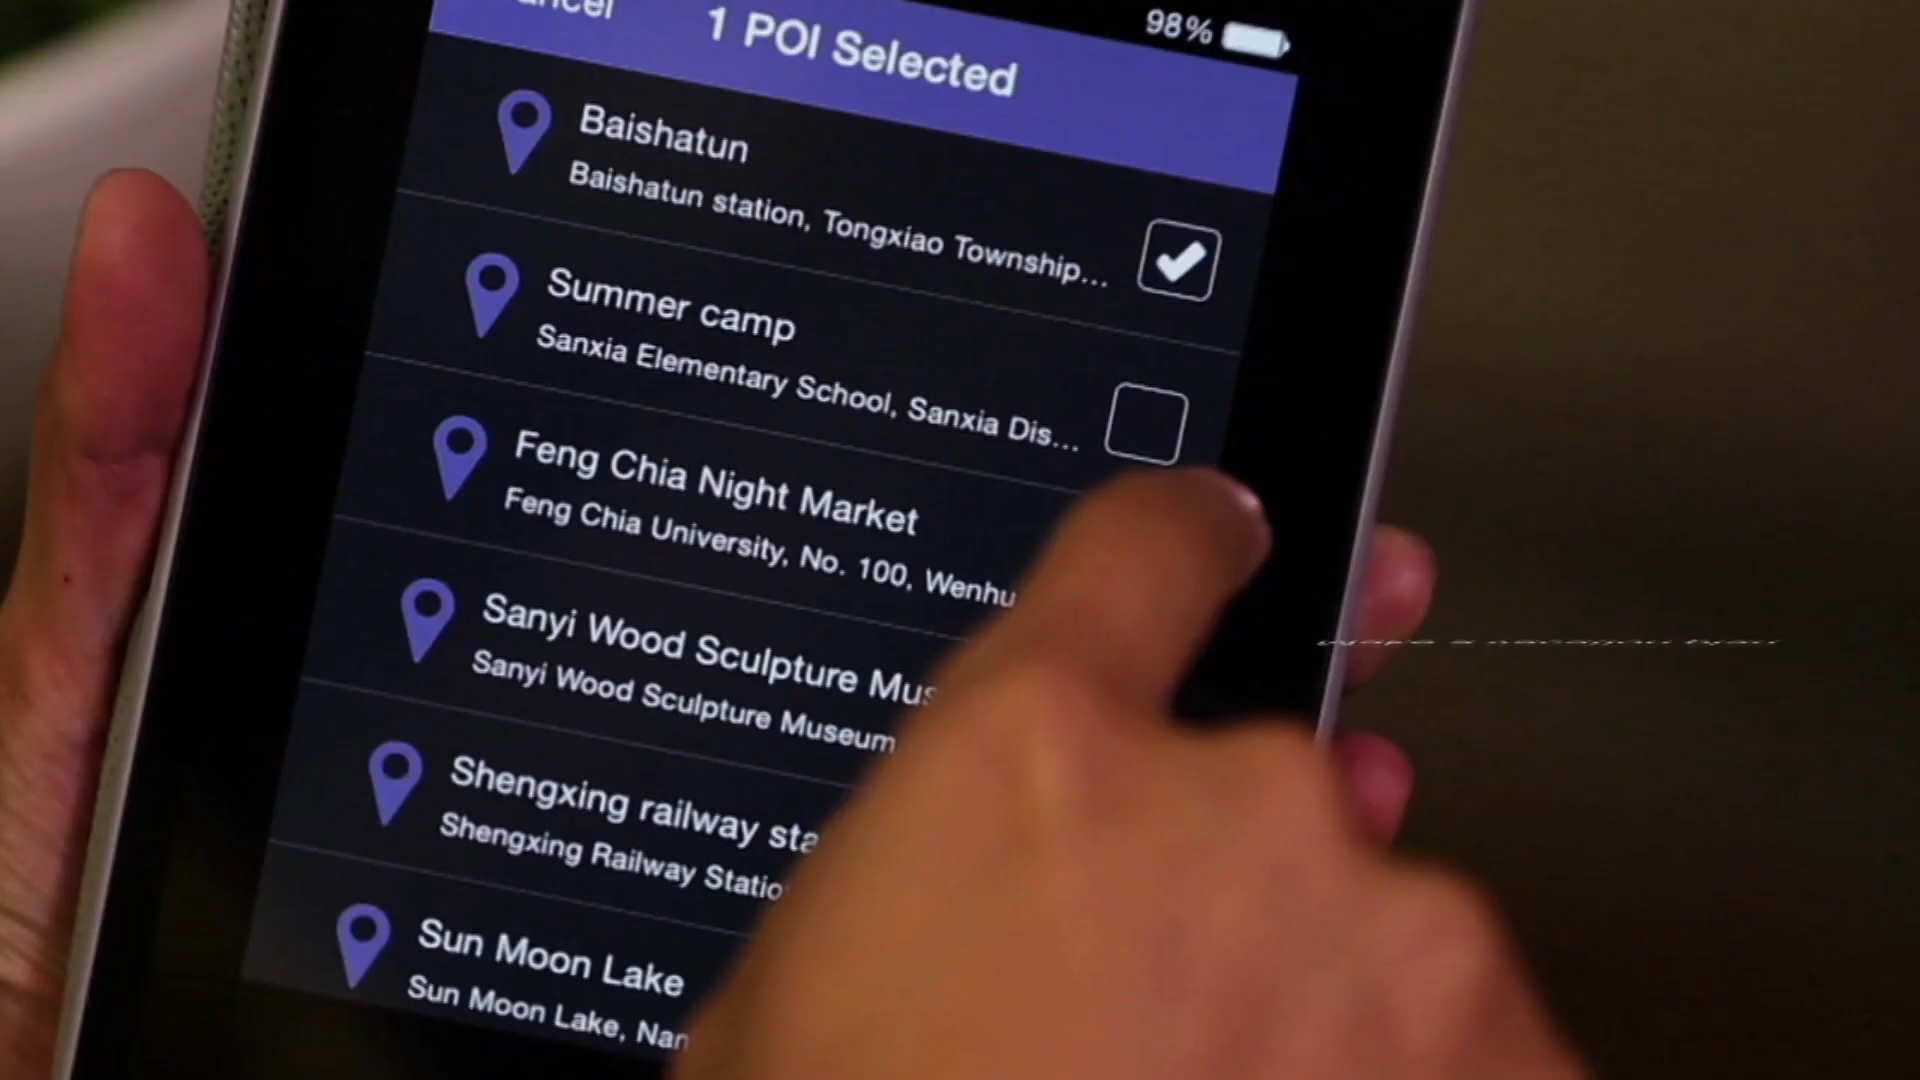 98%
1 POI Selected
Baishatun
Baishatun station, Tongxiao Township...
Summer camp
Sanxia Elementary School, Sanxia Dis...
Feng Chia Night Market
Feng Chia University, No. 100, Wenhu
Sanyi Wood Sculpture Mus
Sanyi Wood Sculpture Museum
Shengxing railway sta
Shengxing Railway Statio
Sun Moon Lake
Sun Moon Lake, Nan